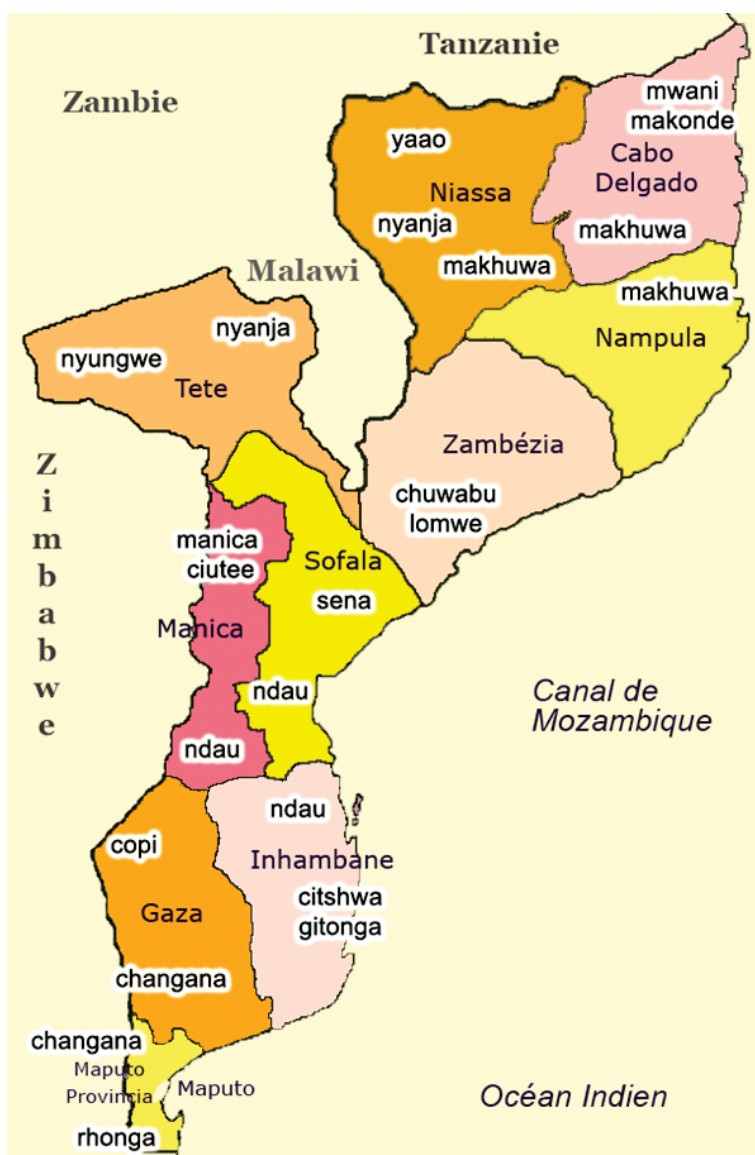 Tanzanie
Zambie
mwani
makonde
yaao
Cabo
Delgado
Niassa
nyanja
makhuwa
makhuwa
Malawi
makhuwa
nyanja
Nampula
nyungwe
Tete
Zambézia
Zimbabwe
chuwabu
lomwe
manica
ciutee
Sofala
sena
Manica
ndau
Canal de
Mozambique
ndau
ndau
copi
Inhambane
citshwa
gitonga
Gaza
changana
changana
Maputo
Provincia
Maputo
Océan Indien
rhonga